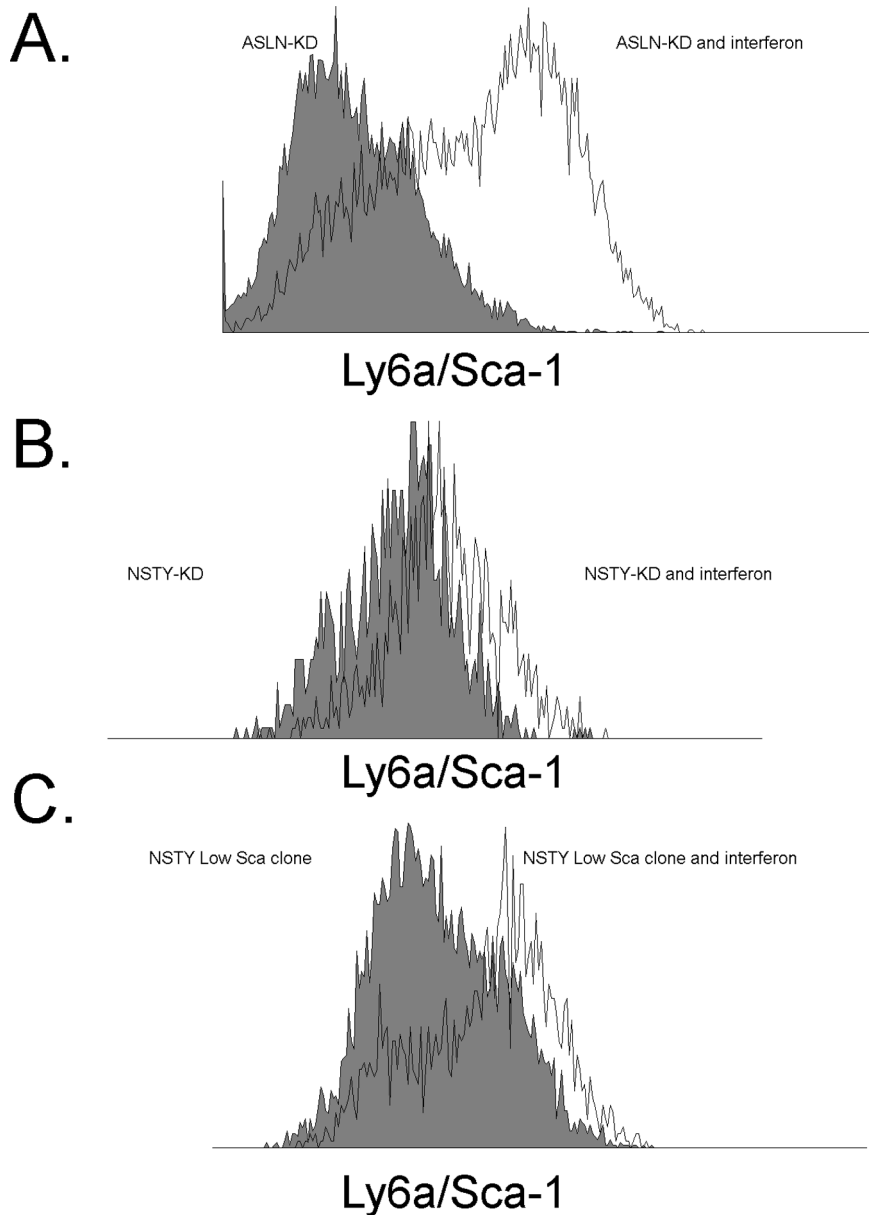 A.
ASLN-KD
ASLN-KD and interferon
Ly6a/Sca-1
B.
NSTY-KD
NSTY-KD and interferon
Ly6a/Sca-1
C.
NSTY Low Sca clone
NSTY Low Sca clone and interferon
Ly6a/Sca-1